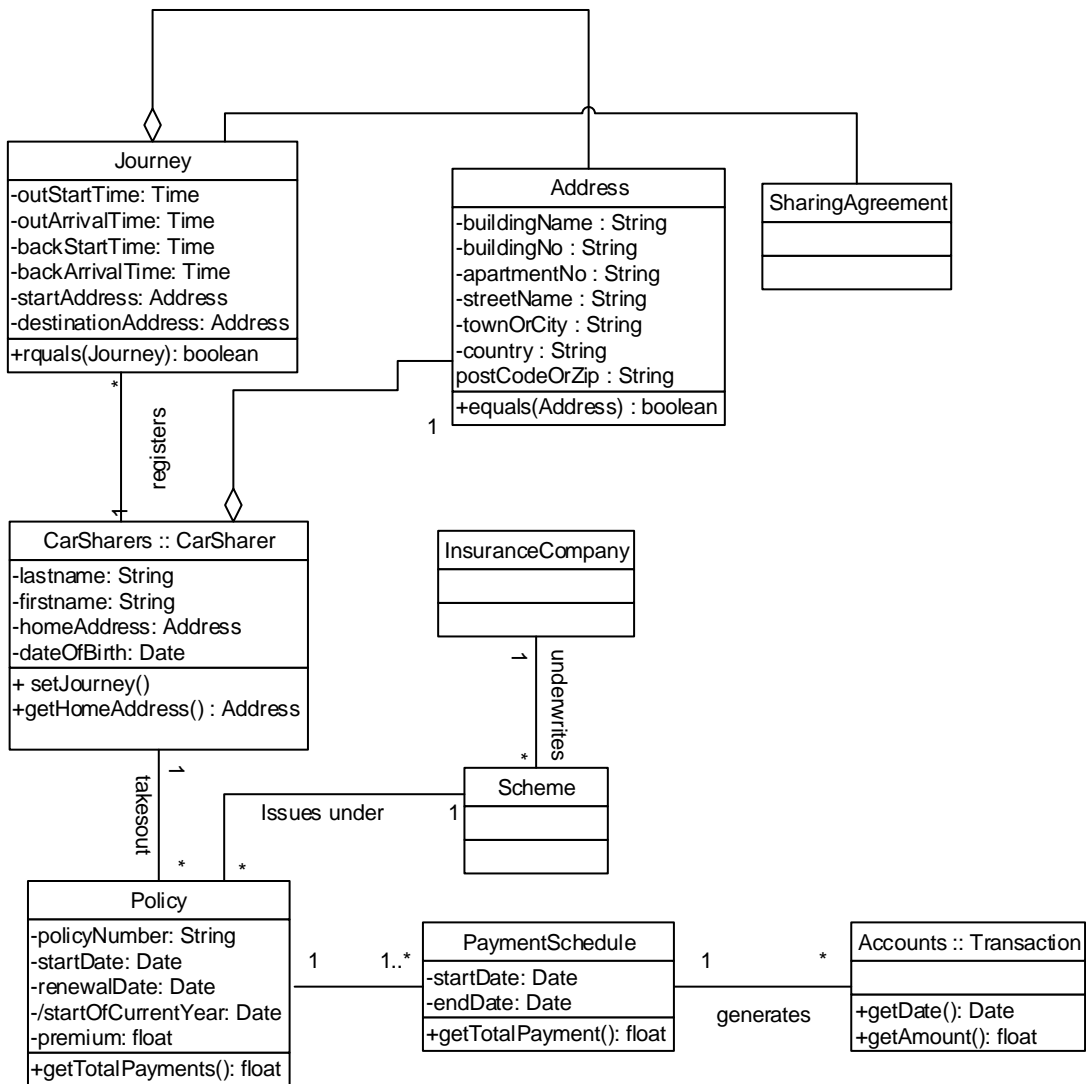 Journey
-outStartTime: Time
-outArrivalTime: Time
-backStartTime: Time
-backArrivalTime: Time
-startAddress: Address
-destinationAddress: Address
+rquals(Journey): boolean
Address
-buildingName : String
-buildingNo : String
-apartmentNo : String
-streetName : String
-townOrCity : String
-country : String
postCodeOrZip : String
+equals(Address) : boolean
SharingAgreement
*
registers
1
1
CarSharers :: CarSharer
-lastname: String
-firstname: String
-homeAddress: Address
-dateOfBirth: Date
+ setJourney()
+getHomeAddress() : Address
InsuranceCompany
1
underwrites
*
Scheme
1
takesout
*
Issues under
1
*
Policy
-policyNumber: String
-startDate: Date
-renewalDate: Date
-/startOfCurrentYear: Date
-premium: float
+getTotalPayments(): float
1
1..*
PaymentSchedule
-startDate: Date
-endDate: Date
+getTotalPayment(): float
1
*
generates
Accounts :: Transaction
+getDate(): Date
+getAmount(): float